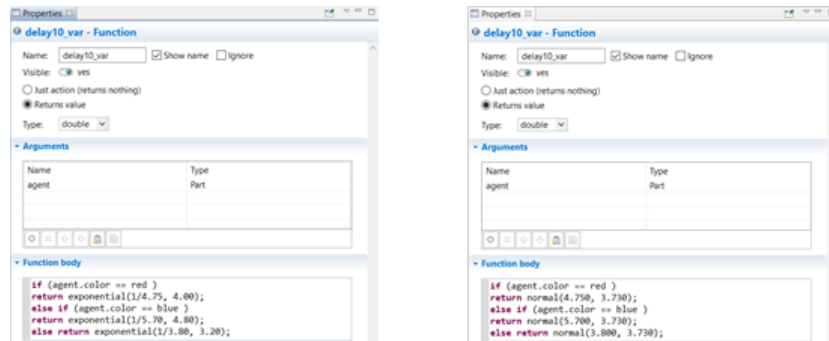 Properties
delay10_var - Function
Name: delay10_var Show name Ignore
Visible: yes
Just action (returns nothing)
Returns value
Type: double
Arguments
Name Type
agent Part
Function body
if (agent.color == red )
return exponential(1/4.75, 4.00);
else if (agent.color == blue )
return exponential(1/5.70, 4.80);
else return exponential(1/3.80, 3.20);
Properties
delay10_var - Function
Name: delay10_var Show name Ignore
Visible: yes
Just action (returns nothing)
Returns value
Type: double
Arguments
Name Type
agent Part
Function body
if (agent.color == red )
return normal(4.750, 3.730);
else if (agent.color == blue )
return normal(5.700, 3.730);
else return normal(3.800, 3.730);